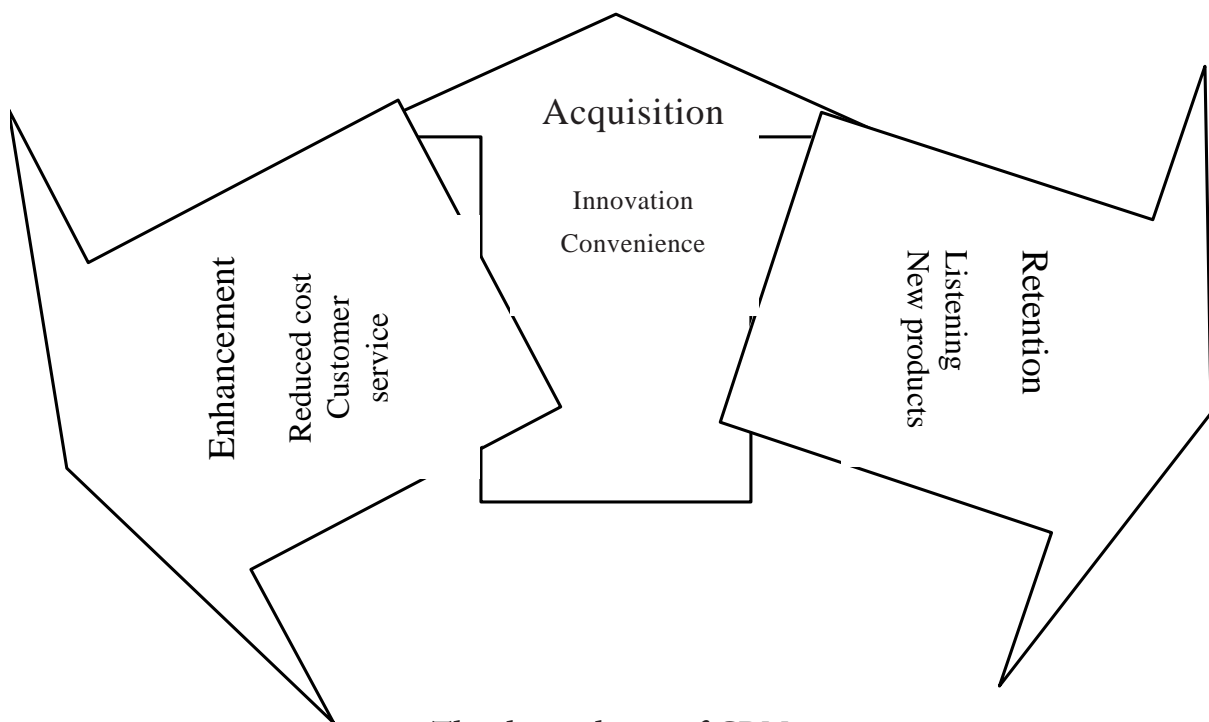 Acquisition
Innovation
Convenience
Enhancement
Reduced cost
Customer
service
Retention
Listening
New products